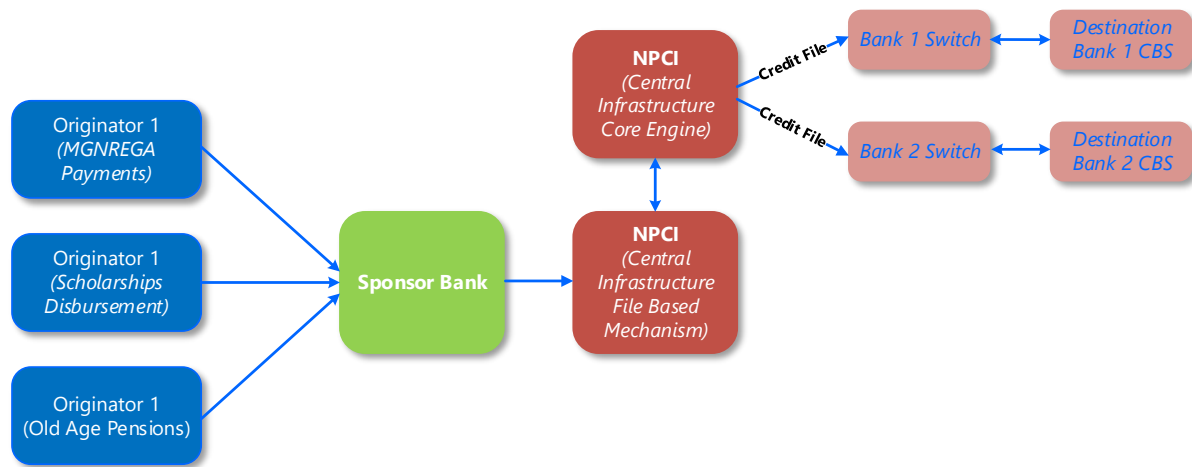 Originator 1
(MGNREGA
Payments)
Originator 1
(Scholarships
Disbursement)
Originator 1
(Old Age Pensions)
Sponsor Bank
NPCI
(Central
Infrastructure
Core Engine)
NPCI
(Central
Infrastructure
File Based
Mechanism)
Credit File
Credit File
Bank 1 Switch
Destination
Bank 1 CBS
Bank 2 Switch
Destination
Bank 2 CBS